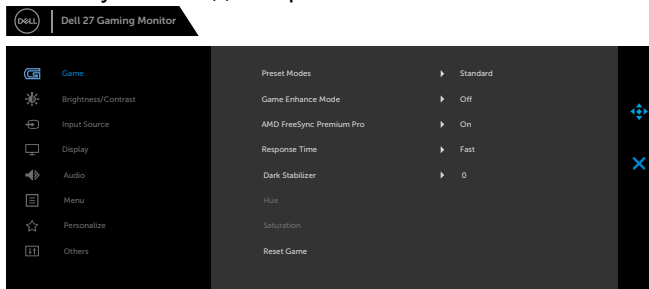 DELL
Dell 27 Gaming Monitor
Game
Preset Modes
Standard
Brightness/Contrast
Game Enhance Mode
Off
Input Source
AMD FreeSync Premium Pro
On
Display
Response Time
Fast
Audio
Dark Stabilizer
0
Menu
Hue
Personalize
Saturation
Others
Reset Game